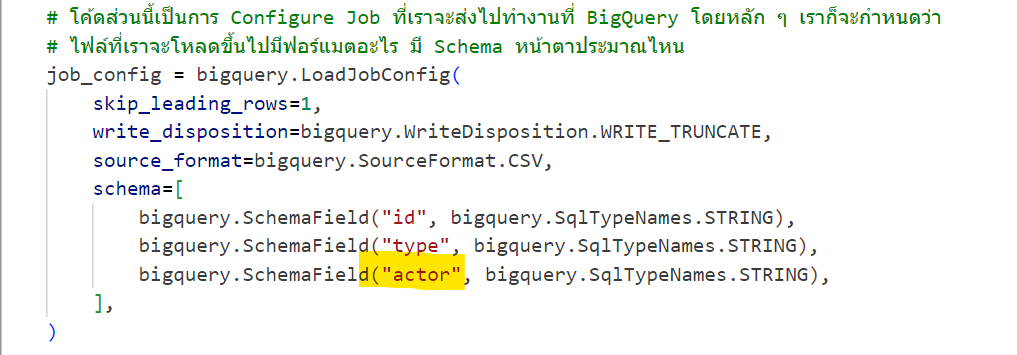 # โค้ดส่วนนี้เป็นการ Configure Job ที่เราจะส่งไปทำงานที่ BigQuery โดยหลัก ๆ เราก็จะกำหนดว่า
# ไฟล์ที่เราจะโหลดขึ้นไปมีฟอร์แมตอะไร มี Schema หน้าตาประมาณไหน
job_config = bigquery.LoadJobConfig(
    skip_leading_rows=1,
    write_disposition=bigquery.WriteDisposition.WRITE_TRUNCATE,
    source_format=bigquery.SourceFormat.CSV,
    schema=[
        bigquery.SchemaField("id", bigquery.SqlTypeNames.STRING),
        bigquery.SchemaField("type", bigquery.SqlTypeNames.STRING),
        bigquery.SchemaField("actor", bigquery.SqlTypeNames.STRING),
    ],
)